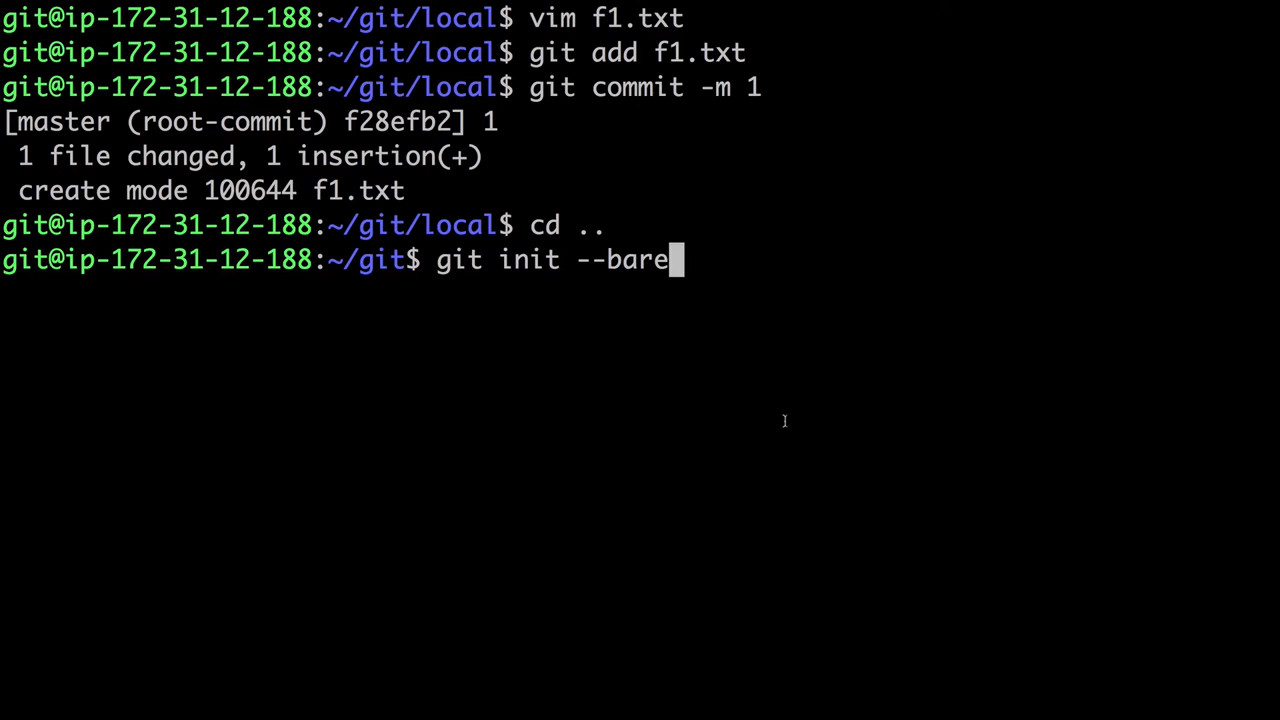 git@ip-172-31-12-188:~/git/local$ vim f1.txt
git@ip-172-31-12-188:~/git/local$ git add f1.txt
git@ip-172-31-12-188:~/git/local$ git commit -m 1
[master (root-commit) f28efb2] 1
 1 file changed, 1 insertion(+)
 create mode 100644 f1.txt
git@ip-172-31-12-188:~/git/local$ cd ..
git@ip-172-31-12-188:~/git$ git init --bare